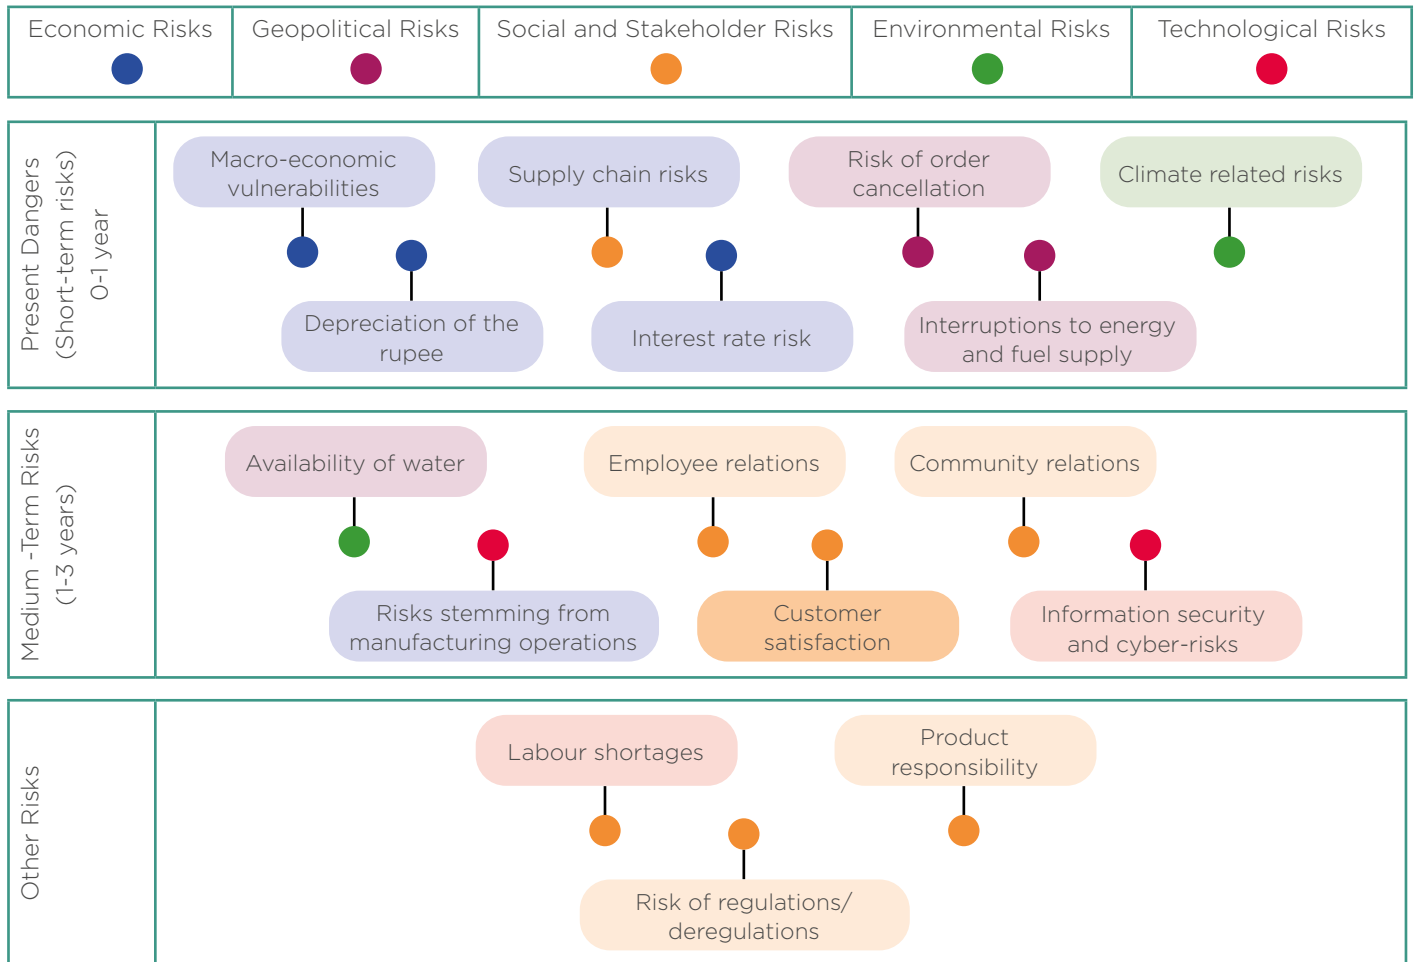 Economic Risks
Geopolitical Risks
Social and Stakeholder Risks
Environmental Risks
Technological Risks
Present Dangers
(Short-term risks)
0-1 year
Macro-economic
vulnerabilities
Supply chain risks
Risk of order
cancellation
Climate related risks
Depreciation of the
rupee
Interest rate risk
Interruptions to energy
and fuel supply
Medium -Term Risks
(1-3 years)
Availability of water
Employee relations
Community relations
Risks stemming from
manufacturing operations
Customer
satisfaction
Information security
and cyber-risks
Other Risks
Labour shortages
Product
responsibility
Risk of regulations/
deregulations